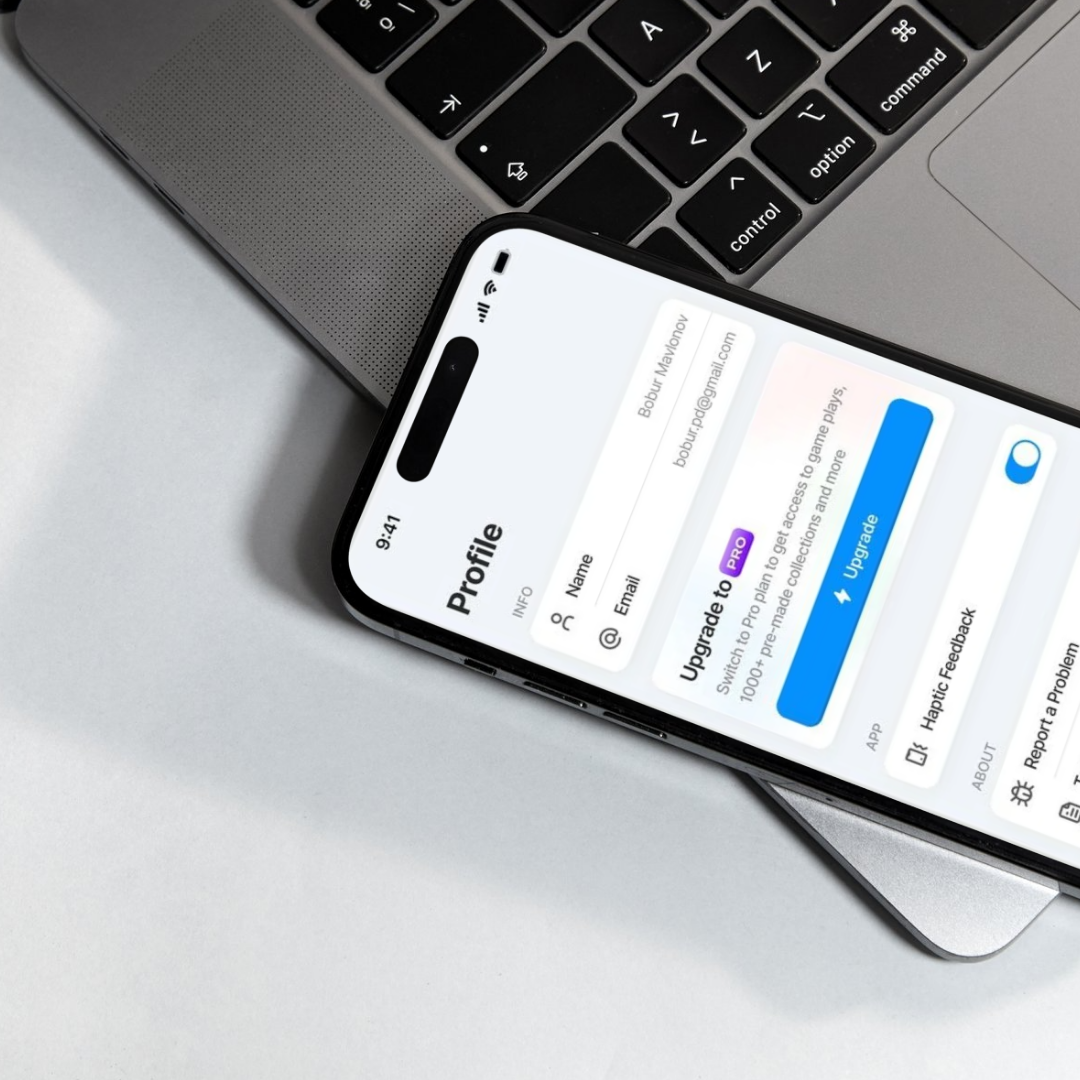 A
Z
command
option
control
9:41
Profile
INFO
Name Bobur Mavlonov
Email bobur.pd@gmail.com
Upgrade to PRO
Switch to Pro plan to get access to game plays,
1000+ pre-made collections and more
Upgrade
APP
Haptic Feedback
ABOUT
Report a Problem